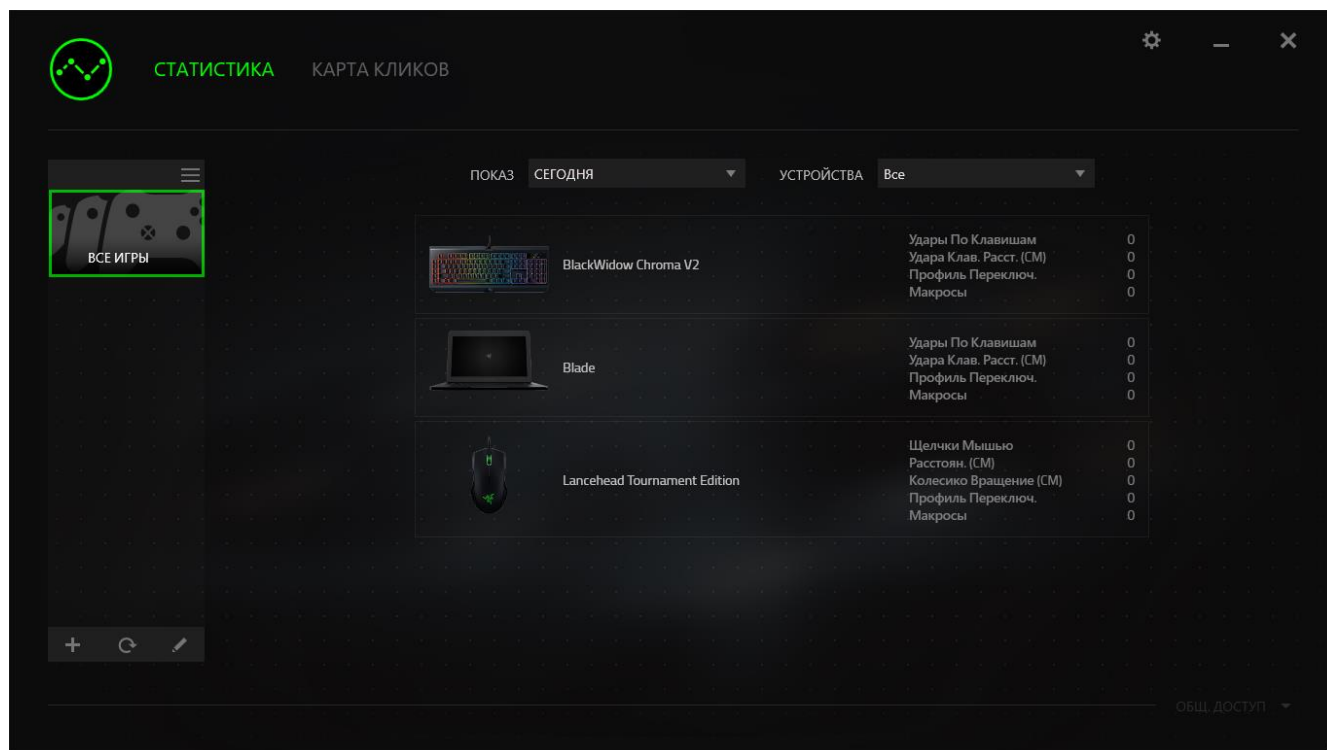 СТАТИСТИКА КАРТА КЛИКОВ
ПОКАЗ СЕГОДНЯ УСТРОЙСТВА Все
ВСЕ ИГРЫ
BlackWidow Chroma V2
Удары По Клавишам 0
Удара Клав. Расст. (СМ) 0
Профиль Переключ. 0
Макросы 0
Blade
Удары По Клавишам 0
Удара Клав. Расст. (СМ) 0
Профиль Переключ. 0
Макросы 0
Lancehead Tournament Edition
Щелчки Мышью 0
Расстоян. (СМ) 0
Колесико Вращение (СМ) 0
Профиль Переключ. 0
Макросы 0
ОБЩ. ДОСТУП